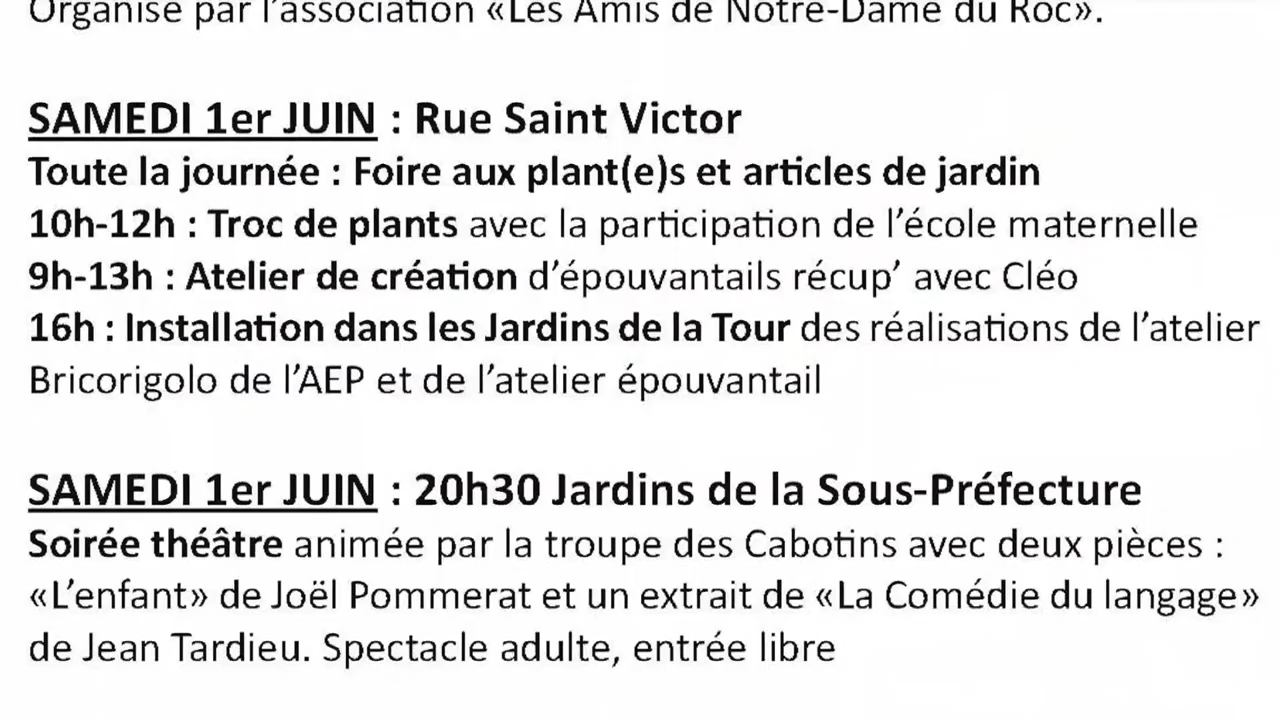 Organisé par l'association «Les Amis de Notre-Dame du Roc».
SAMEDI 1er JUIN : Rue Saint Victor
Toute la journée : Foire aux plant(e)s et articles de jardin
10h-12h : Troc de plants avec la participation de l'école maternelle
9h-13h : Atelier de création d'épouvantails récup' avec Cléo
16h : Installation dans les Jardins de la Tour des réalisations de l'atelier
Bricorigolo de l'AEP et de l'atelier épouvantail
SAMEDI 1er JUIN : 20h30 Jardins de la Sous-Préfecture
Soirée théâtre animée par la troupe des Cabotins avec deux pièces :
«L'enfant» de Joël Pommerat et un extrait de «La Comédie du langage»
de Jean Tardieu. Spectacle adulte, entrée libre